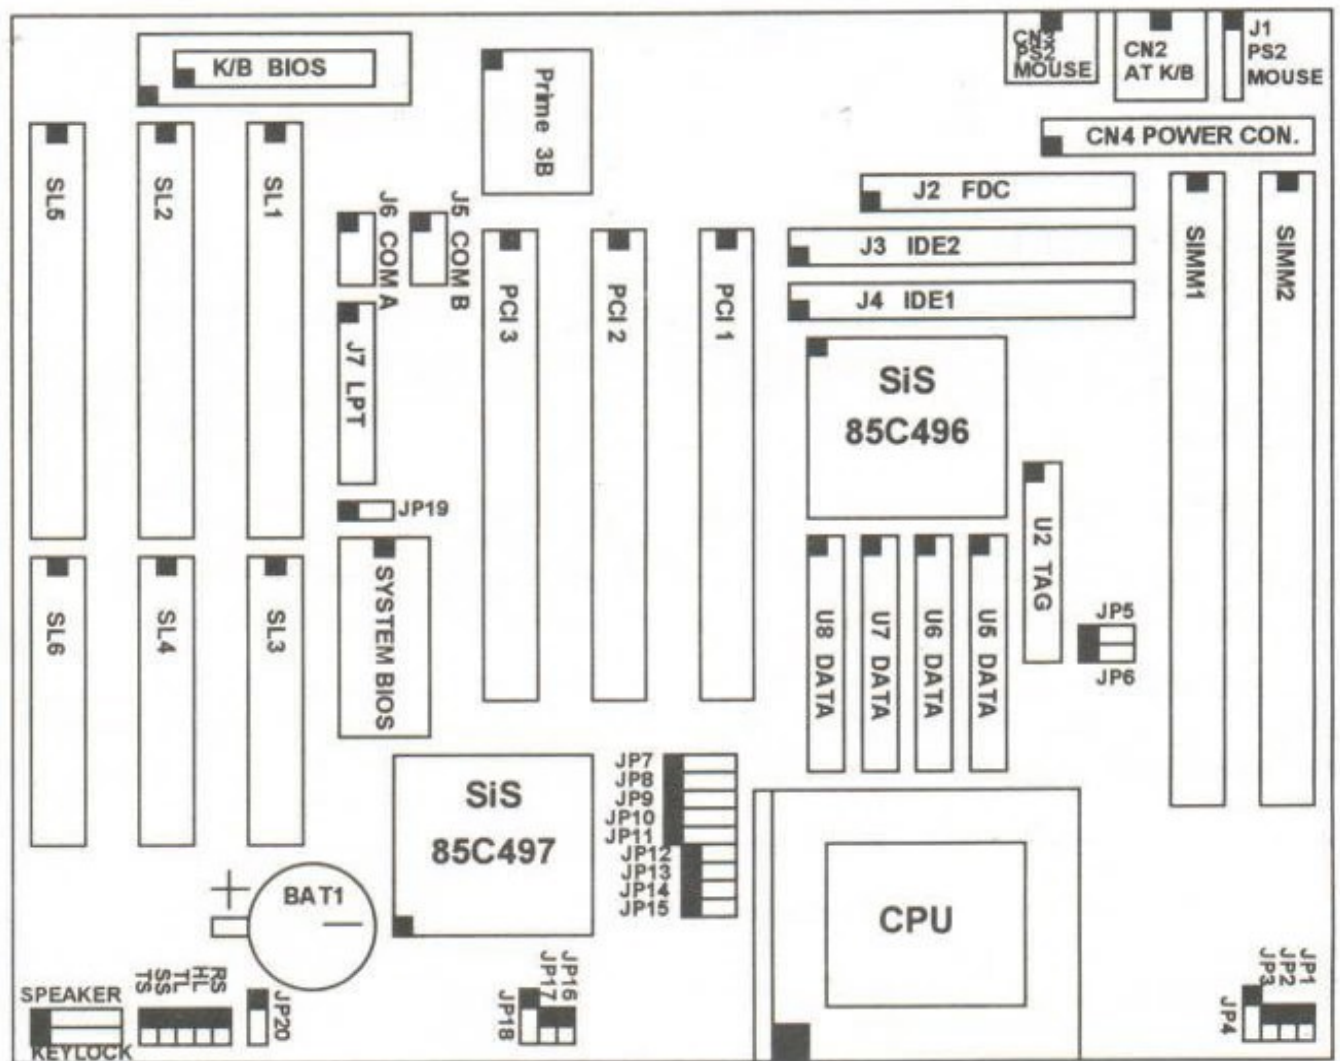 K/B BIOS
Prime 3B
MOUSE
CN2
AT K/B
J1
PS2
MOUSE
CN4 POWER CON.
SL5
SL2
SL1
J6 COM A
J5 COM B
J2 FDC
J3 IDE2
J4 IDE1
PCI 3
PCI 2
PCI 1
SIMM1
SIMM2
J7 LPT
SiS
85C496
JP19
U2 TAG
SYSTEM BIOS
SL6
SL4
SL3
U8 DATA
U7 DATA
U6 DATA
U5 DATA
JP5
JP6
SiS
85C497
JP7
JP8
JP9
JP10
JP11
JP12
JP13
JP14
JP15
CPU
BAT1
+
−
SPEAKER
KEYLOCK
TS
SS
TL
HL
RS
JP20
JP18
JP17
JP16
JP4
JP3
JP2
JP1